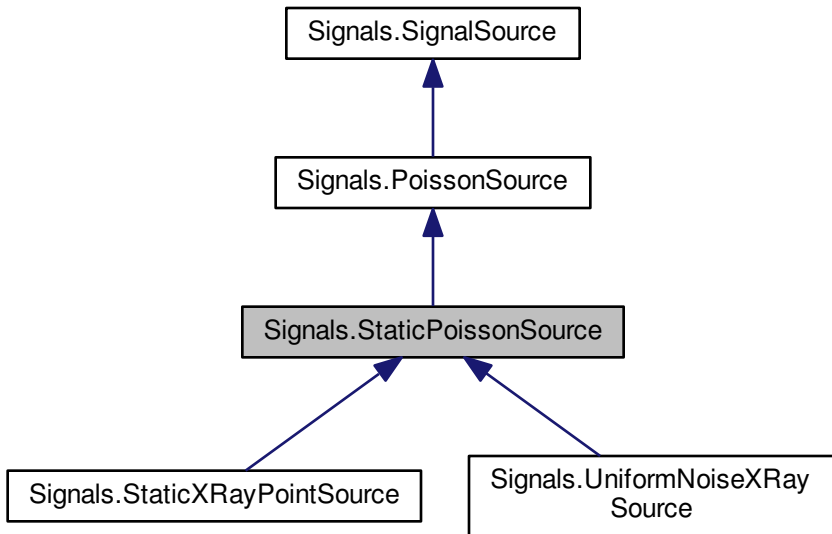 Signals.SignalSource
Signals.PoissonSource
Signals.StaticPoissonSource
Signals.StaticXRayPointSource
Signals.UniformNoiseXRay
Source